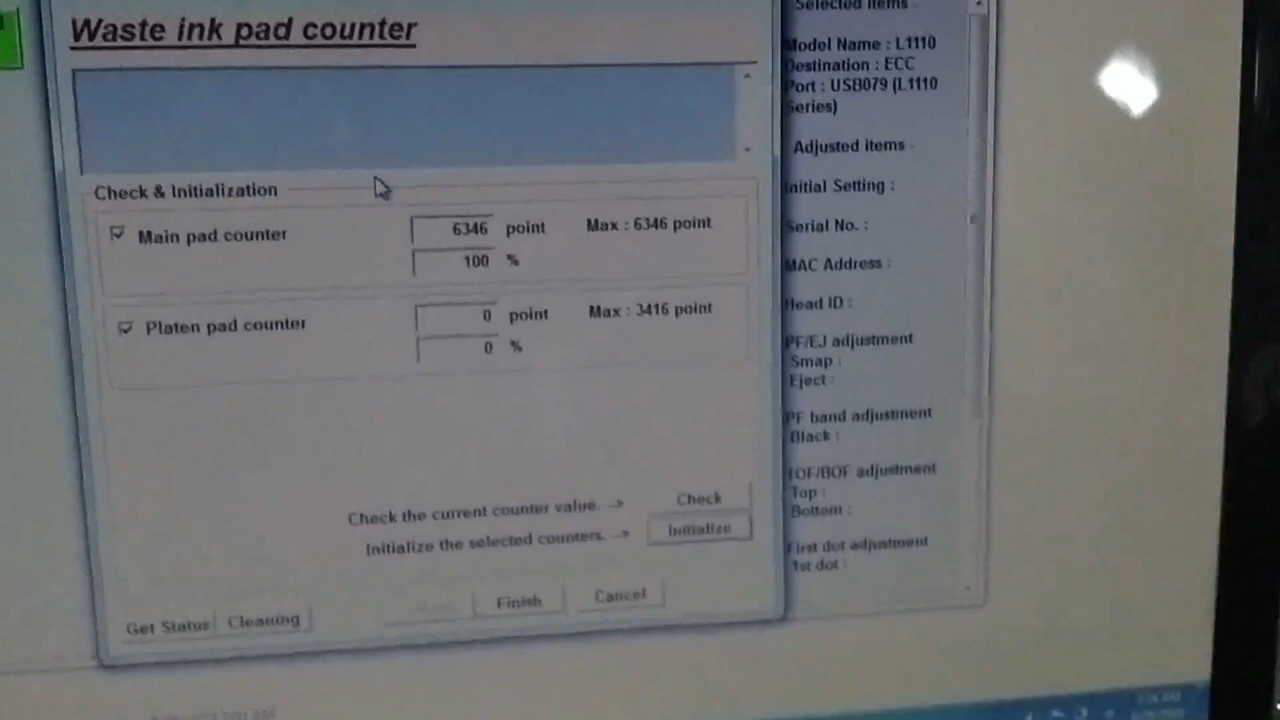 Waste ink pad counter
Check & Initialization
Main pad counter
6346 point Max : 6346 point
100 %
Platen pad counter
0 point Max : 3416 point
0 %
Check the current counter value. -> Check
Initialize the selected counters. -> Initialize
Finish Cancel
Get Status Cleaning
Selected items
Model Name : L1110
Destination : ECC
Port : USB079 (L1110
Series)
Adjusted items
Initial Setting :
Serial No. :
MAC Address :
Head ID :
PF/EJ adjustment
Smap :
Eject :
PF band adjustment
Black :
TOF/BOF adjustment
Top :
Bottom :
First dot adjustment
1st dot :